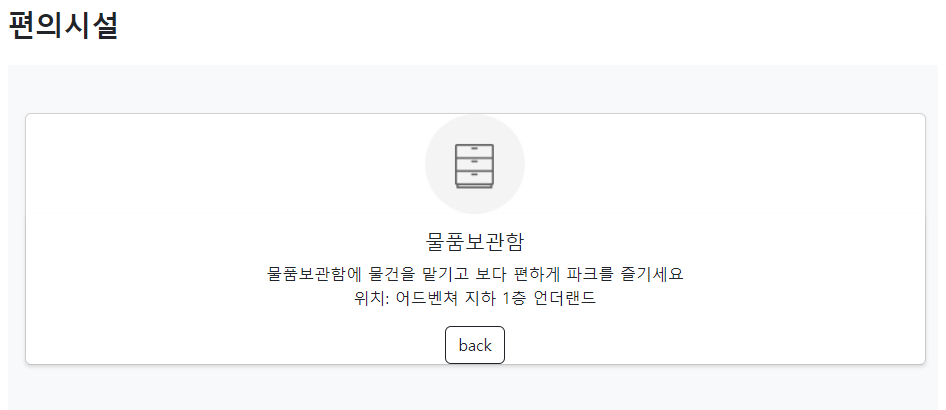 편의시설
물품보관함
물품보관함에 물건을 맡기고 보다 편하게 파크를 즐기세요
위치: 어드벤쳐 지하 1층 언더랜드
back